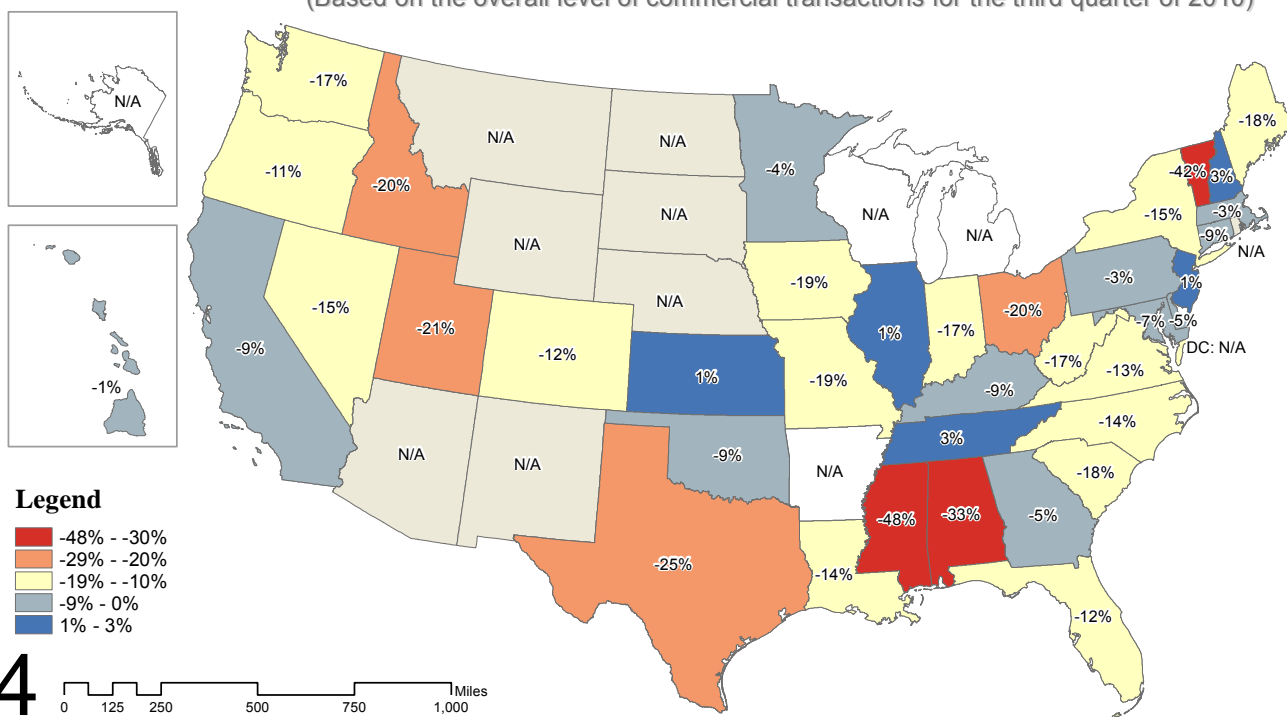 (Based on the overall level of commercial transactions for the third quarter of 2010)
N/A
-1%
-17%
-11%
-20%
N/A
N/A
-4%
N/A
N/A
-18%
-42%
3%
-15%
-3%
-9%
N/A
N/A
N/A
N/A
-9%
-15%
-21%
-12%
1%
-19%
1%
-17%
-20%
-3%
1%
-7%
-5%
DC: N/A
-17%
-13%
-19%
-9%
-14%
3%
-18%
N/A
N/A
-9%
N/A
-48%
-33%
-5%
-25%
-14%
-12%
Legend
-48% - -30%
-29% - -20%
-19% - -10%
-9% - 0%
1% - 3%
4
0 125 250 500 750 1,000 Miles